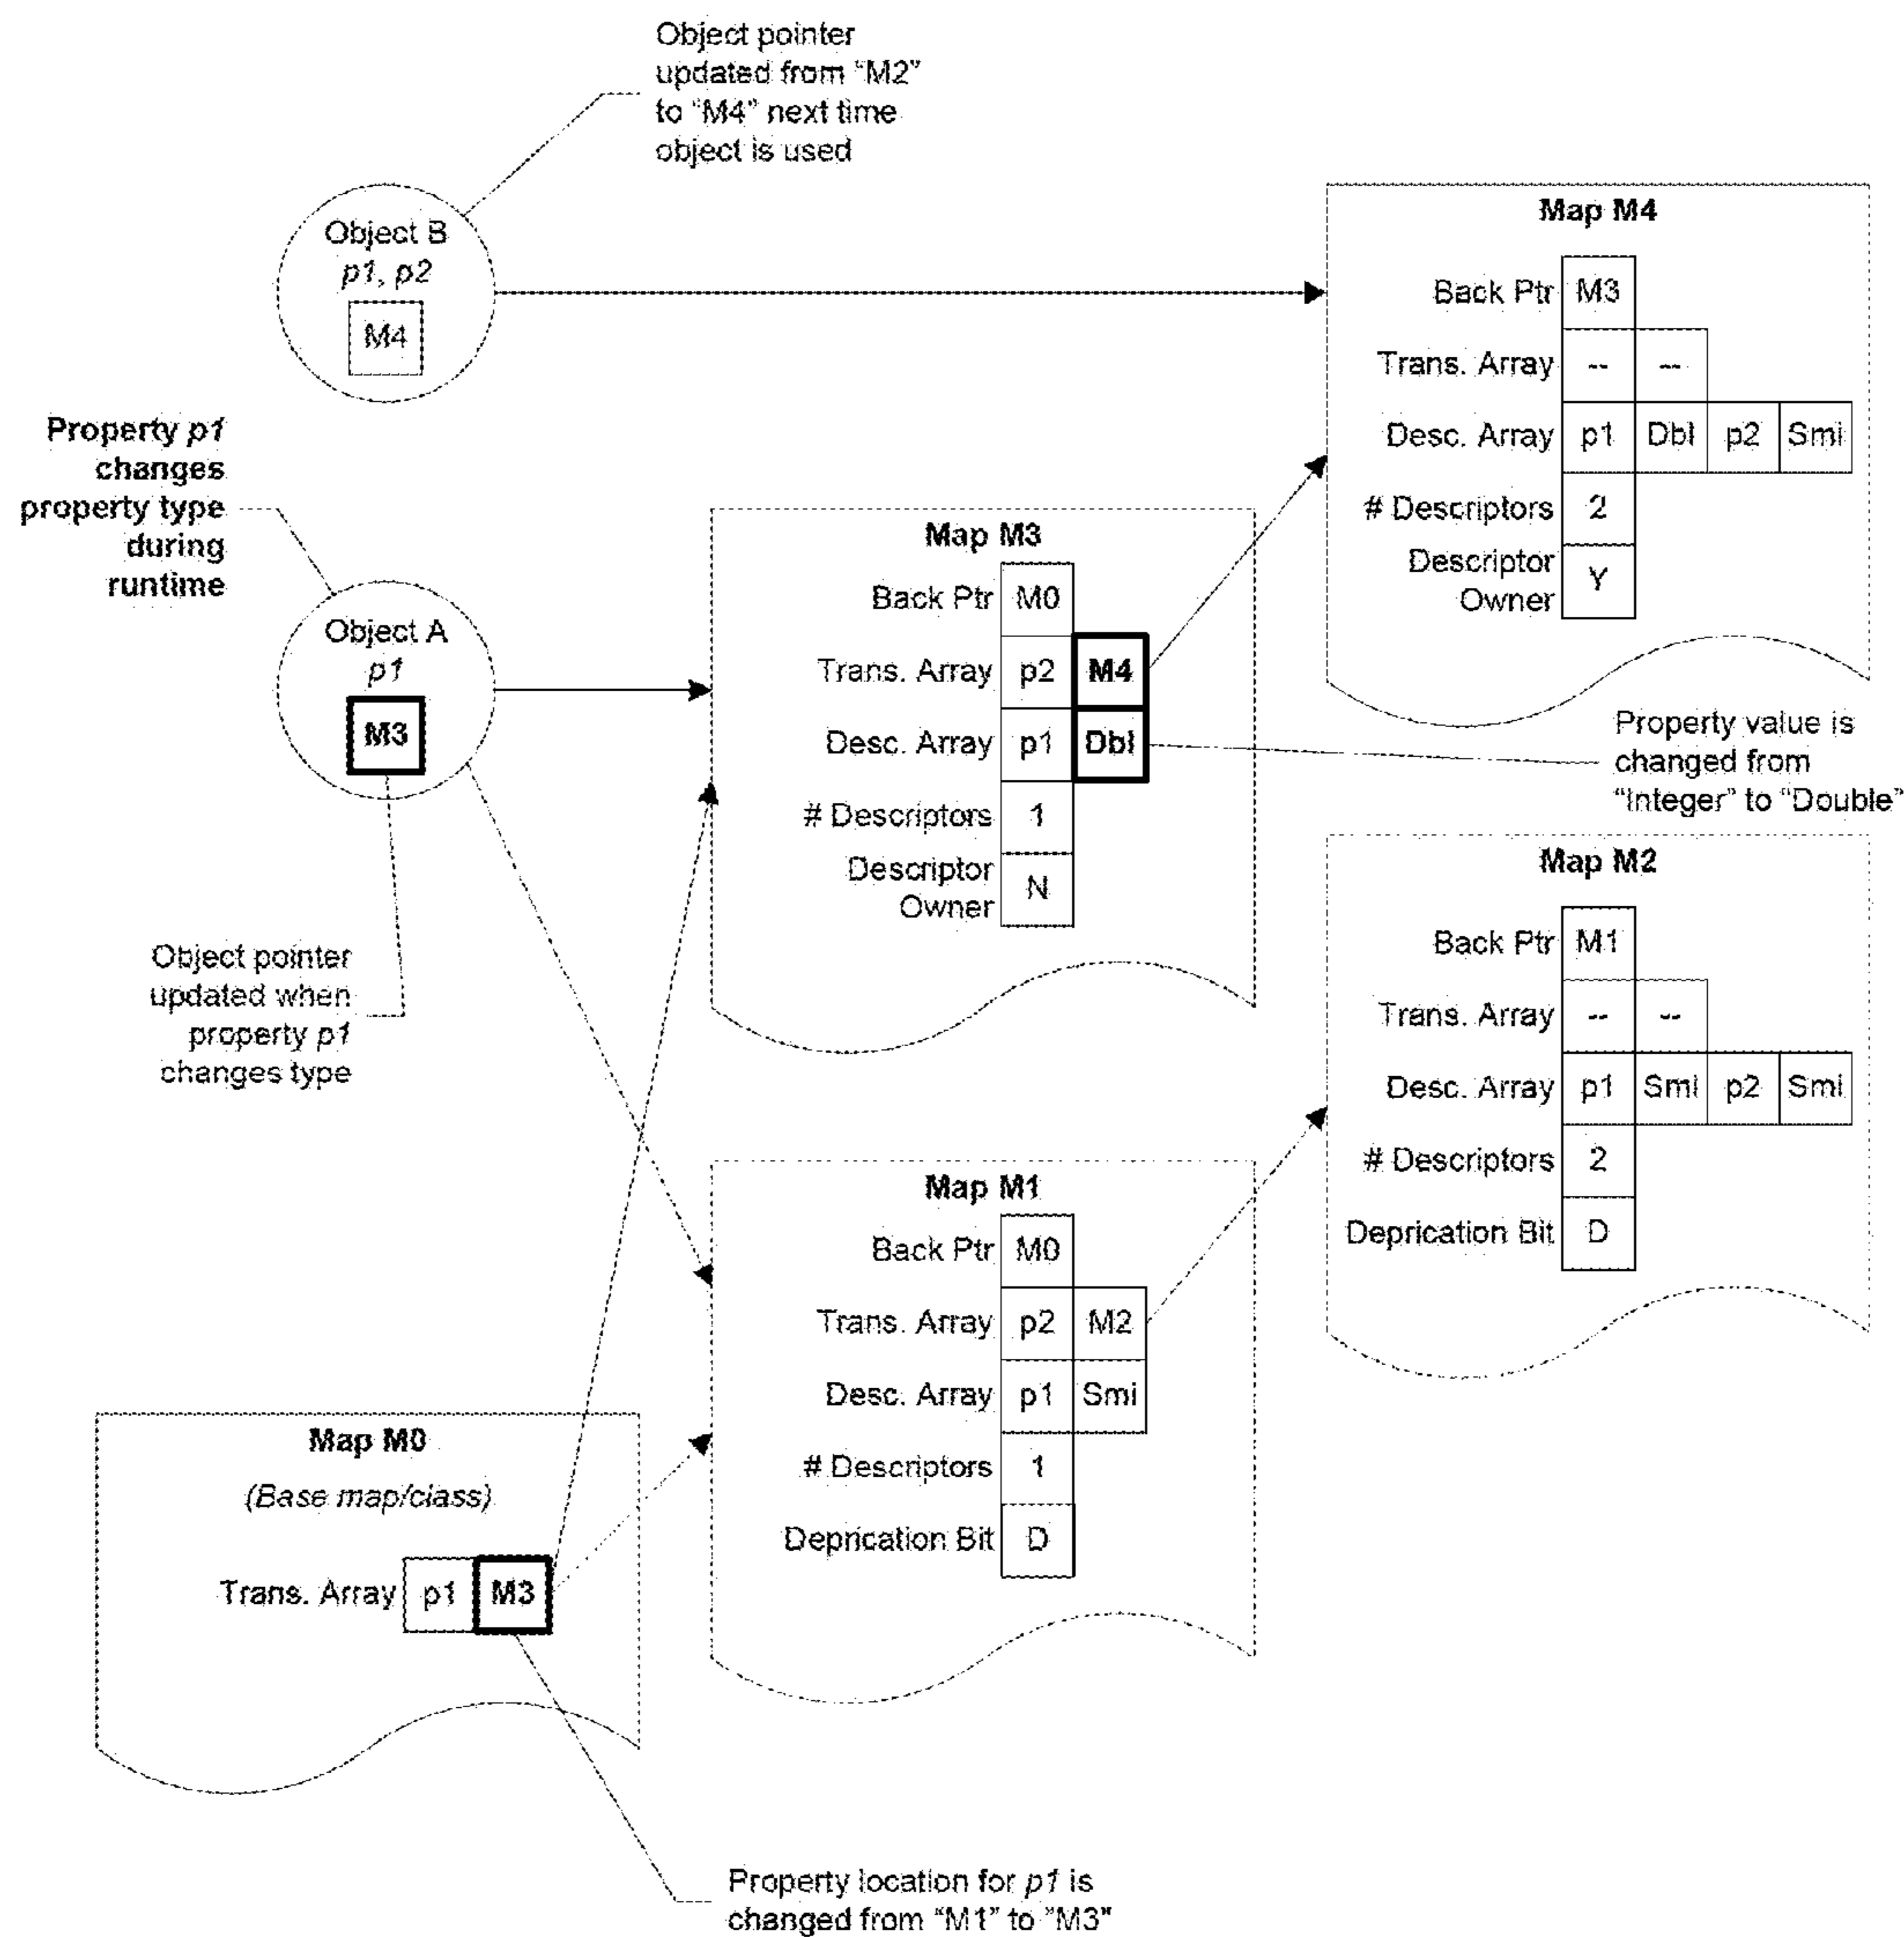 Object pointer
updated from "M2"
to "M4" next time
object is used
Object B
p1, p2
M4
Map M4
Back Ptr M3
Trans. Array -- --
Desc. Array p1 Dbl p2 Smi
# Descriptors 2
Descriptor
Owner Y
Property p1
changes
property type
during
runtime
Object A
p1
M3
Map M3
Back Ptr M0
Trans. Array p2 M4
Desc. Array p1 Dbl
# Descriptors 1
Descriptor
Owner N
Property value is
changed from
"Integer" to "Double"
Object pointer
updated when
property p1
changes type
Map M2
Back Ptr M1
Trans. Array -- --
Desc. Array p1 Smi p2 Smi
# Descriptors 2
Deprication Bit D
Map M1
Back Ptr M0
Trans. Array p2 M2
Desc. Array p1 Smi
# Descriptors 1
Deprication Bit D
Map M0
(Base map/class)
Trans. Array p1 M3
Property location for p1 is
changed from "M1" to "M3"